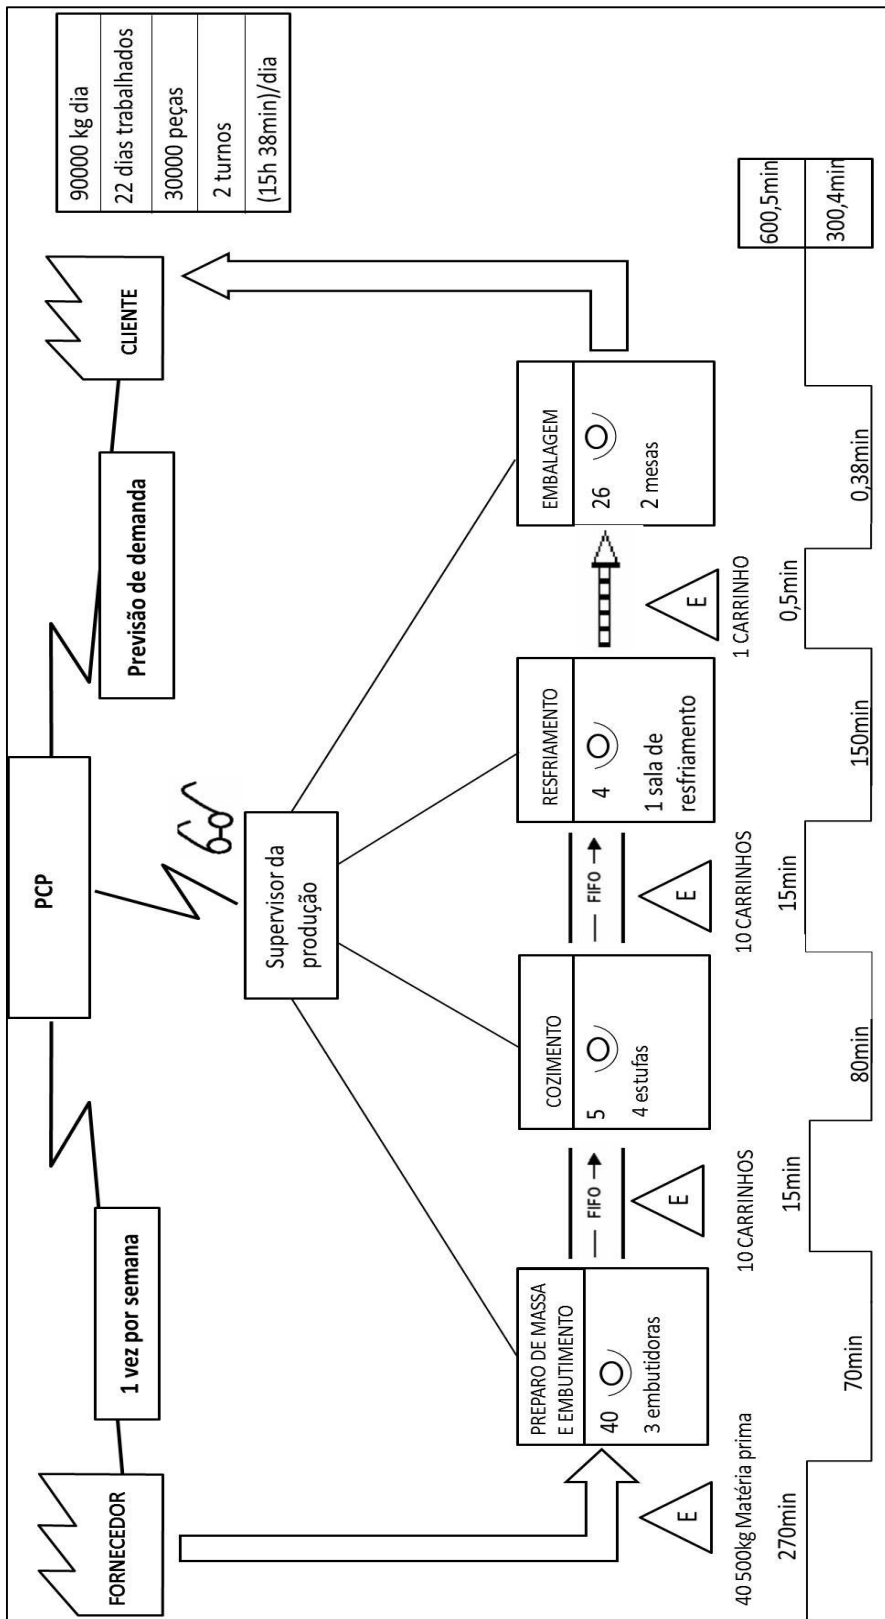 FORNECEDOR
1 vez por semana
PCP
Previsão de demanda
CLIENTE
90000 kg dia
22 dias trabalhados
30000 peças
2 turnos
(15h 38min)/dia
Supervisor da
produção
PREPARO DE MASSA
E EMBUTIMENTO
40
3 embutidoras
FIFO
COZIMENTO
5
4 estufas
FIFO
RESFRIAMENTO
4
1 sala de
resfriamento
EMBALAGEM
26
2 mesas
E
40 500kg Matéria prima
E
10 CARRINHOS
E
10 CARRINHOS
E
1 CARRINHO
270min
70min
15min
80min
15min
150min
0,5min
0,38min
600,5min
300,4min